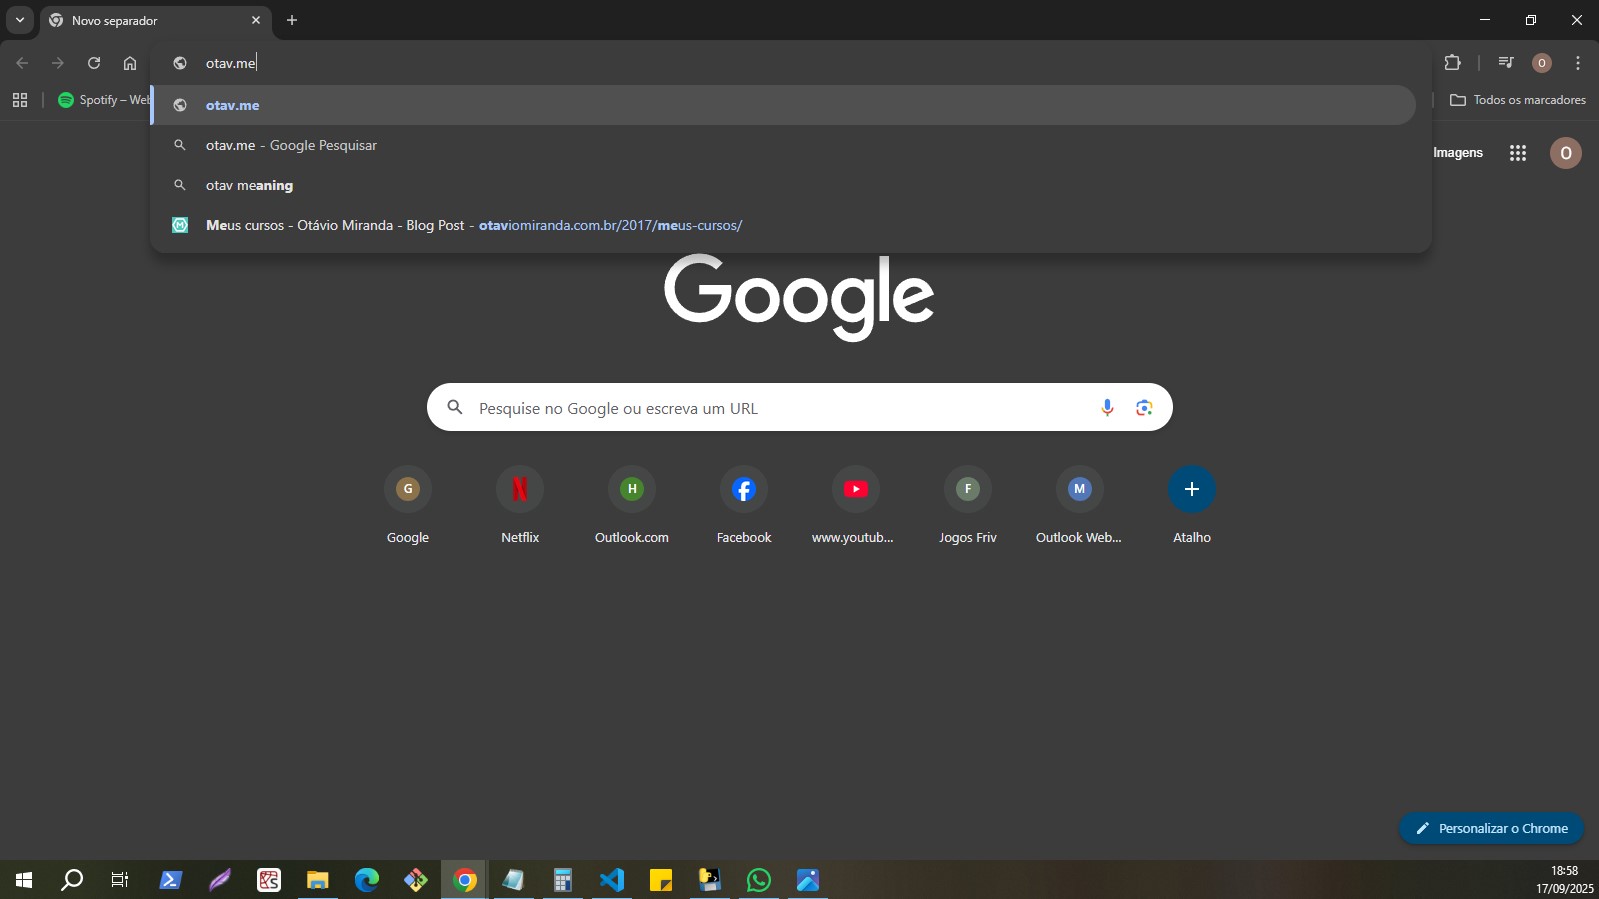 Novo separador
otav.me
Spotify – Web
otav.me
Todos os marcadores
otav.me - Google Pesquisar
Imagens
O
otav meaning
Meus cursos - Otávio Miranda - Blog Post - otaviomiranda.com.br/2017/meus-cursos/
Google
Pesquise no Google ou escreva um URL
G
H
F
M
Google
Netflix
Outlook.com
Facebook
www.youtub...
Jogos Friv
Outlook Web...
Atalho
Personalizar o Chrome
18:58
17/09/2025